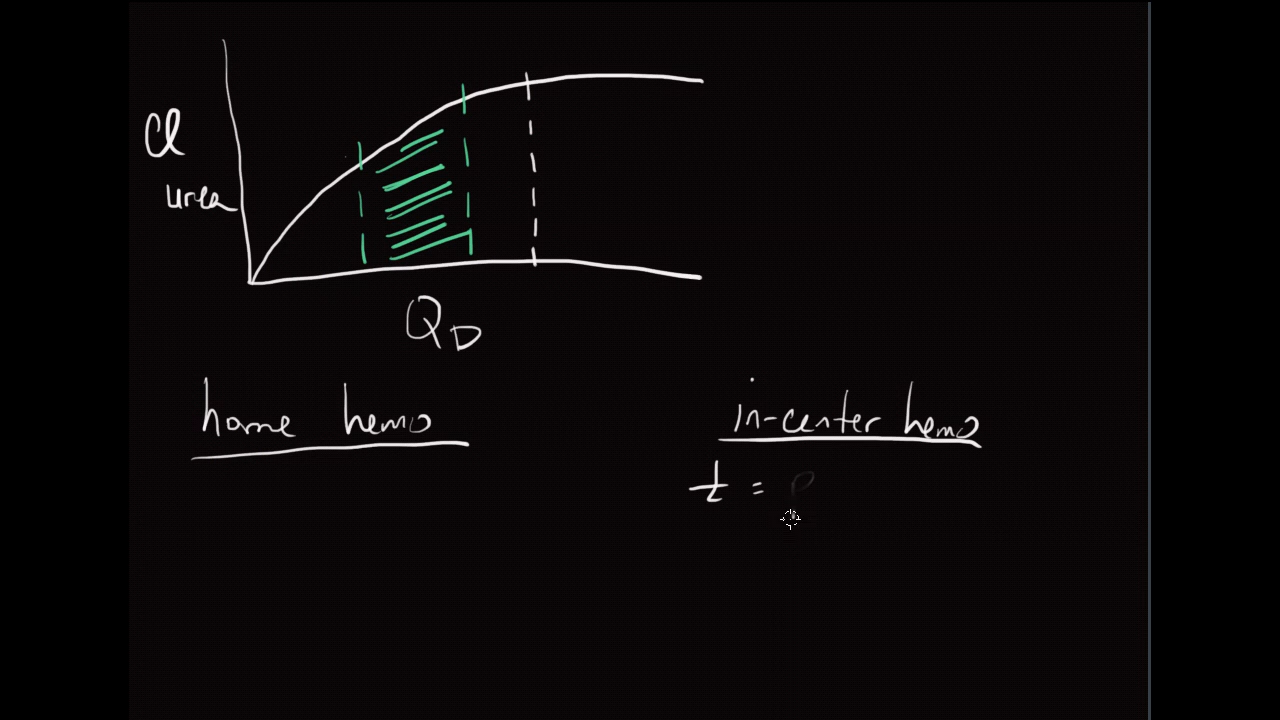 Cl
urea
QD
home hemo
in-center hemo
t =